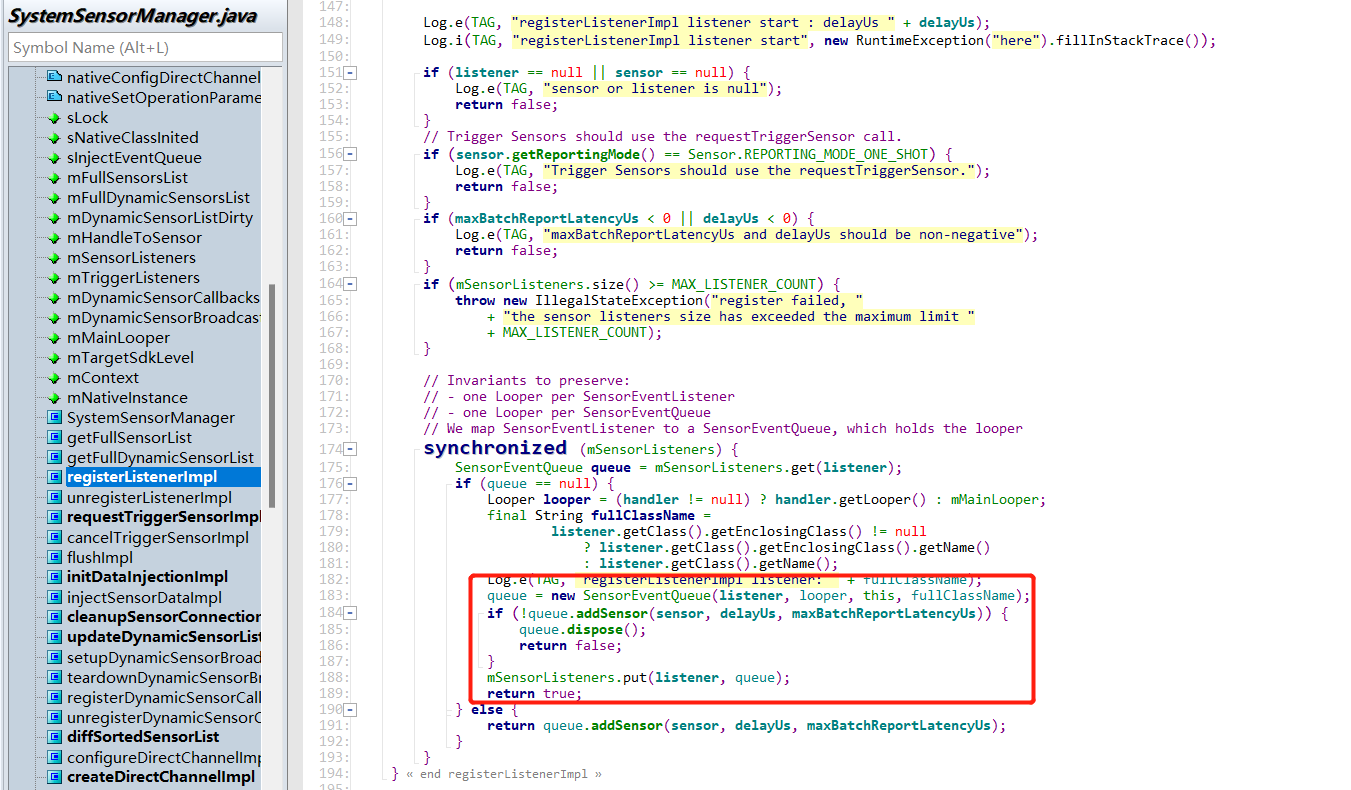 SystemSensorManager.java
Symbol Name (Alt+L)
nativeConfigDirectChannel
nativeSetOperationParame
sLock
sNativeClassInited
sInjectEventQueue
mFullSensorsList
mFullDynamicSensorsList
mDynamicSensorListDirty
mHandleToSensor
mSensorListeners
mTriggerListeners
mDynamicSensorCallbacks
mDynamicSensorBroadcas
mMainLooper
mTargetSdkLevel
mContext
mNativeInstance
SystemSensorManager
getFullSensorList
getFullDynamicSensorList
registerListenerImpl
unregisterListenerImpl
requestTriggerSensorImpl
cancelTriggerSensorImpl
flushImpl
initDataInjectionImpl
injectSensorDataImpl
cleanupSensorConnection
updateDynamicSensorList
setupDynamicSensorBroad
teardownDynamicSensorBr
registerDynamicSensorCall
unregisterDynamicSensorC
diffSortedSensorList
configureDirectChannelImp
createDirectChannelImpl
147:
148: Log.e(TAG, "registerListenerImpl listener start : delayUs " + delayUs);
149: Log.i(TAG, "registerListenerImpl listener start", new RuntimeException("here").fillInStackTrace());
150:
151: if (listener == null || sensor == null) {
152: Log.e(TAG, "sensor or listener is null");
153: return false;
154: }
155: // Trigger Sensors should use the requestTriggerSensor call.
156: if (sensor.getReportingMode() == Sensor.REPORTING_MODE_ONE_SHOT) {
157: Log.e(TAG, "Trigger Sensors should use the requestTriggerSensor.");
158: return false;
159: }
160: if (maxBatchReportLatencyUs < 0 || delayUs < 0) {
161: Log.e(TAG, "maxBatchReportLatencyUs and delayUs should be non-negative");
162: return false;
163: }
164: if (mSensorListeners.size() >= MAX_LISTENER_COUNT) {
165: throw new IllegalStateException("register failed, "
166: + "the sensor listeners size has exceeded the maximum limit "
167: + MAX_LISTENER_COUNT);
168: }
169:
170: // Invariants to preserve:
171: // - one Looper per SensorEventListener
172: // - one Looper per SensorEventQueue
173: // We map SensorEventListener to a SensorEventQueue, which holds the looper
174: synchronized (mSensorListeners) {
175: SensorEventQueue queue = mSensorListeners.get(listener);
176: if (queue == null) {
177: Looper looper = (handler != null) ? handler.getLooper() : mMainLooper;
178: final String fullClassName =
179: listener.getClass().getEnclosingClass() != null
180: ? listener.getClass().getEnclosingClass().getName()
181: : listener.getClass().getName();
182: Log.e(TAG, "registerListenerImpl listener: " + fullClassName);
183: queue = new SensorEventQueue(listener, looper, this, fullClassName);
184: if (!queue.addSensor(sensor, delayUs, maxBatchReportLatencyUs)) {
185: queue.dispose();
186: return false;
187: }
188: mSensorListeners.put(listener, queue);
189: return true;
190: } else {
191: return queue.addSensor(sensor, delayUs, maxBatchReportLatencyUs);
192: }
193: }
194: } « end registerListenerImpl »
195: